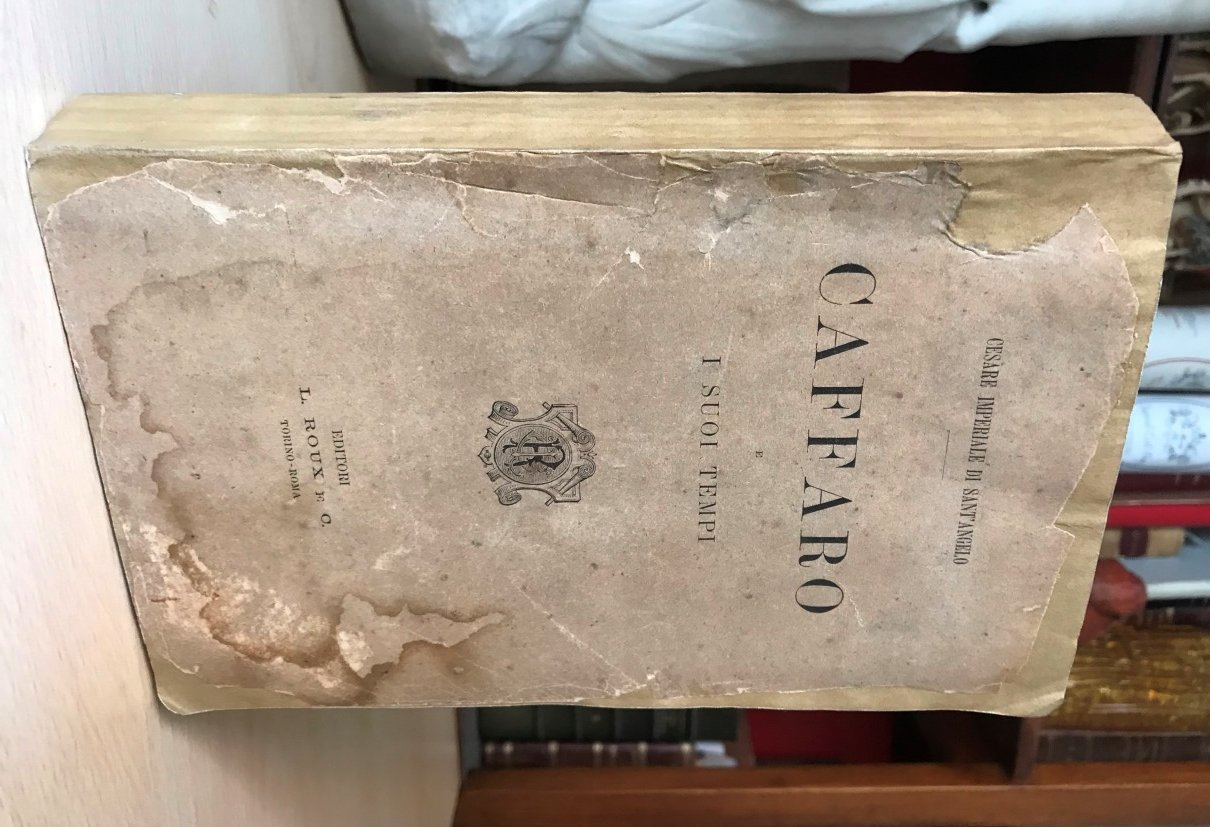 CESARE IMPERIALE DI SANT'ANGELO
CAFFARO
E
I SUOI TEMPI
EDITORI
L. ROUX E C.
TORINO-ROMA